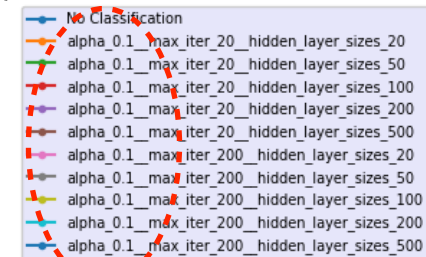 No Classification
alpha_0.1__max_iter_20__hidden_layer_sizes_20
alpha_0.1__max_iter_20__hidden_layer_sizes_50
alpha_0.1__max_iter_20__hidden_layer_sizes_100
alpha_0.1__max_iter_20__hidden_layer_sizes_200
alpha_0.1__max_iter_20__hidden_layer_sizes_500
alpha_0.1__max_iter_200__hidden_layer_sizes_20
alpha_0.1__max_iter_200__hidden_layer_sizes_50
alpha_0.1__max_iter_200__hidden_layer_sizes_100
alpha_0.1__max_iter_200__hidden_layer_sizes_200
alpha_0.1__max_iter_200__hidden_layer_sizes_500